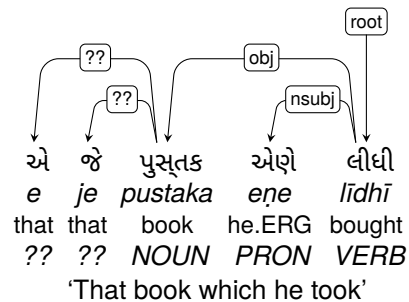 root
?? obj
?? nsubj
એ જે પુસ્તક એણે લીધી
e je pustaka eṇe līdhī
that that book he.ERG bought
?? ?? NOUN PRON VERB
‘That book which he took’